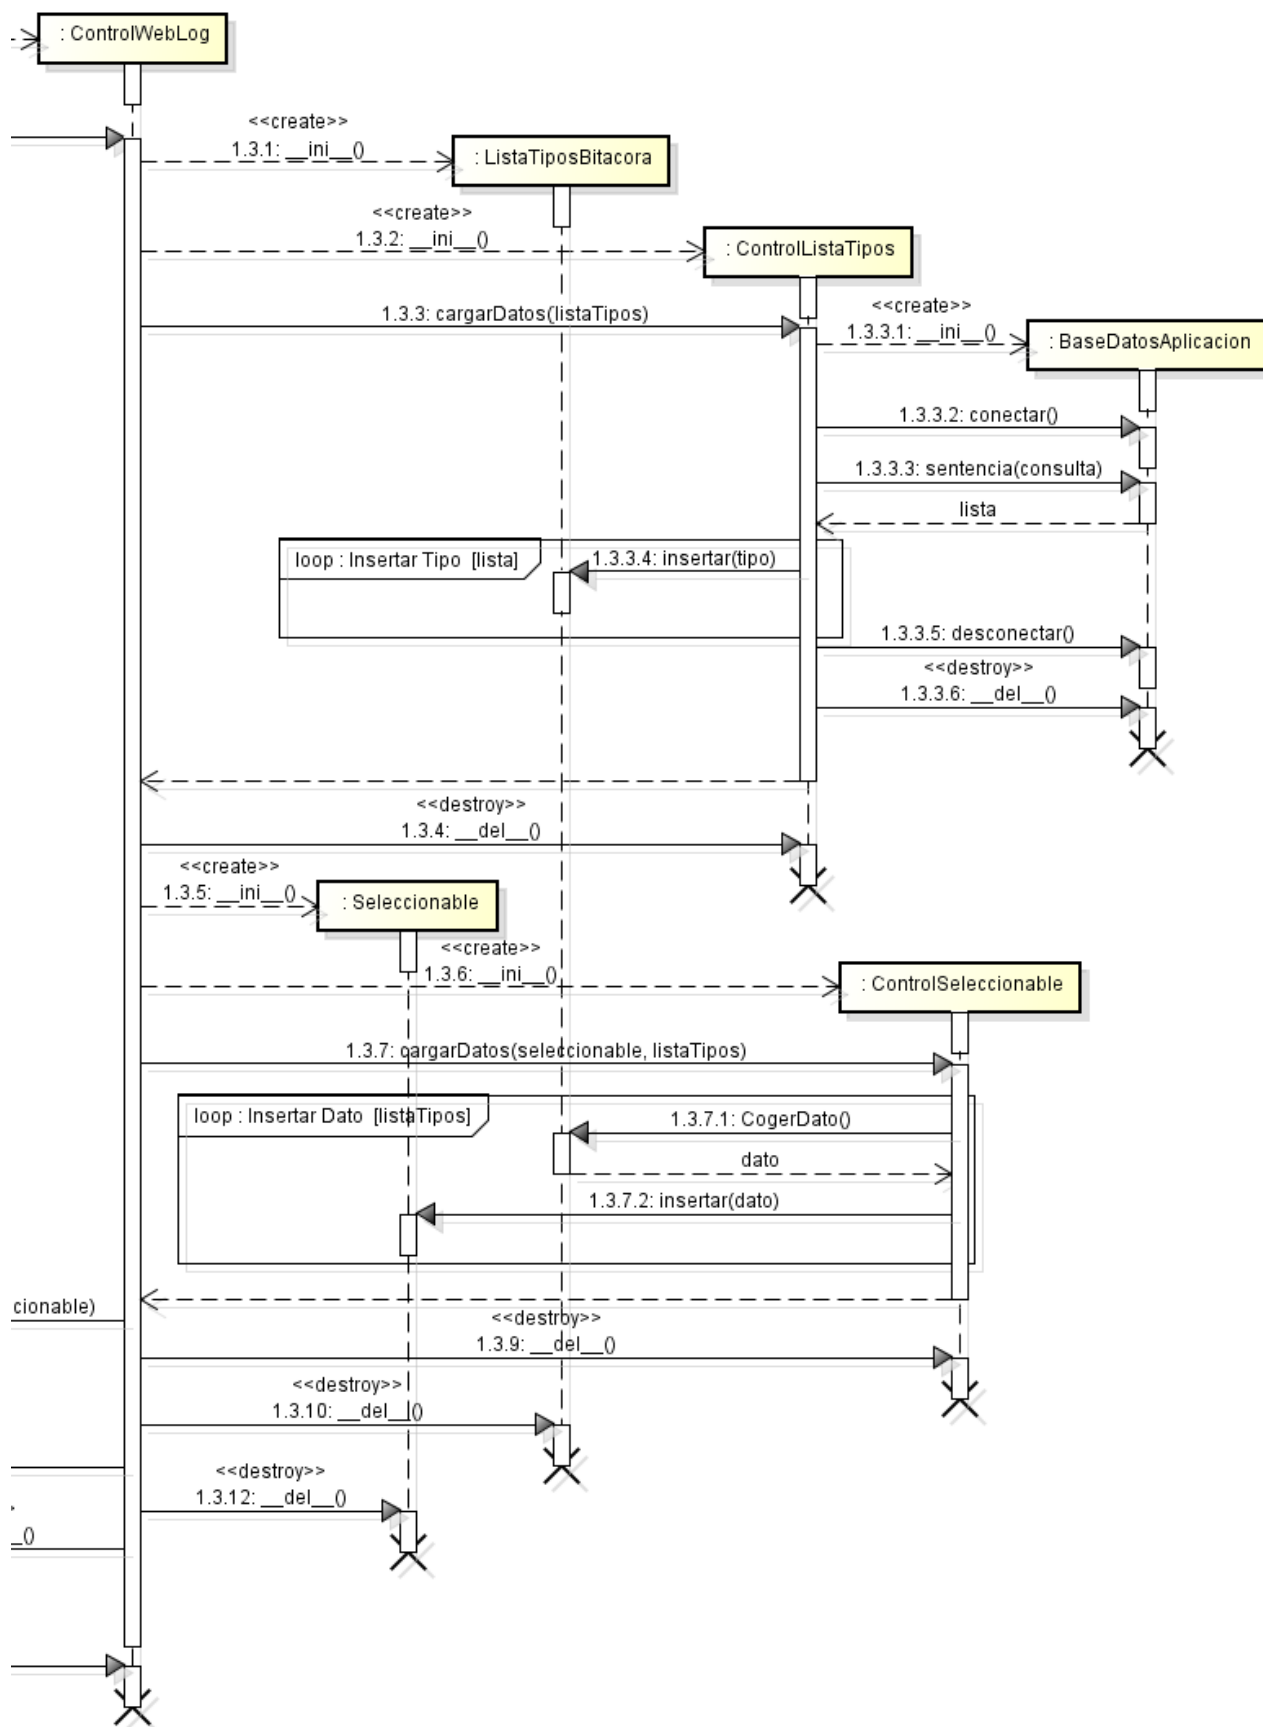 : ControlWebLog
<<create>>
1.3.1: __ini__()
: ListaTiposBitacora
<<create>>
1.3.2: __ini__()
: ControlListaTipos
1.3.3: cargarDatos(listaTipos)
<<create>>
1.3.3.1: __ini__()
: BaseDatosAplicacion
1.3.3.2: conectar()
1.3.3.3: sentencia(consulta)
lista
loop : Insertar Tipo [lista]
1.3.3.4: insertar(tipo)
1.3.3.5: desconectar()
<<destroy>>
1.3.3.6: __del__()
<<destroy>>
1.3.4: __del__()
<<create>>
1.3.5: __ini__()
: Seleccionable
<<create>>
1.3.6: __ini__()
: ControlSeleccionable
1.3.7: cargarDatos(seleccionable, listaTipos)
loop : Insertar Dato [listaTipos]
1.3.7.1: CogerDato()
dato
1.3.7.2: insertar(dato)
cionable)
<<destroy>>
1.3.9: __del__()
<<destroy>>
1.3.10: __del__()
<<destroy>>
1.3.12: __del__()
>
_()